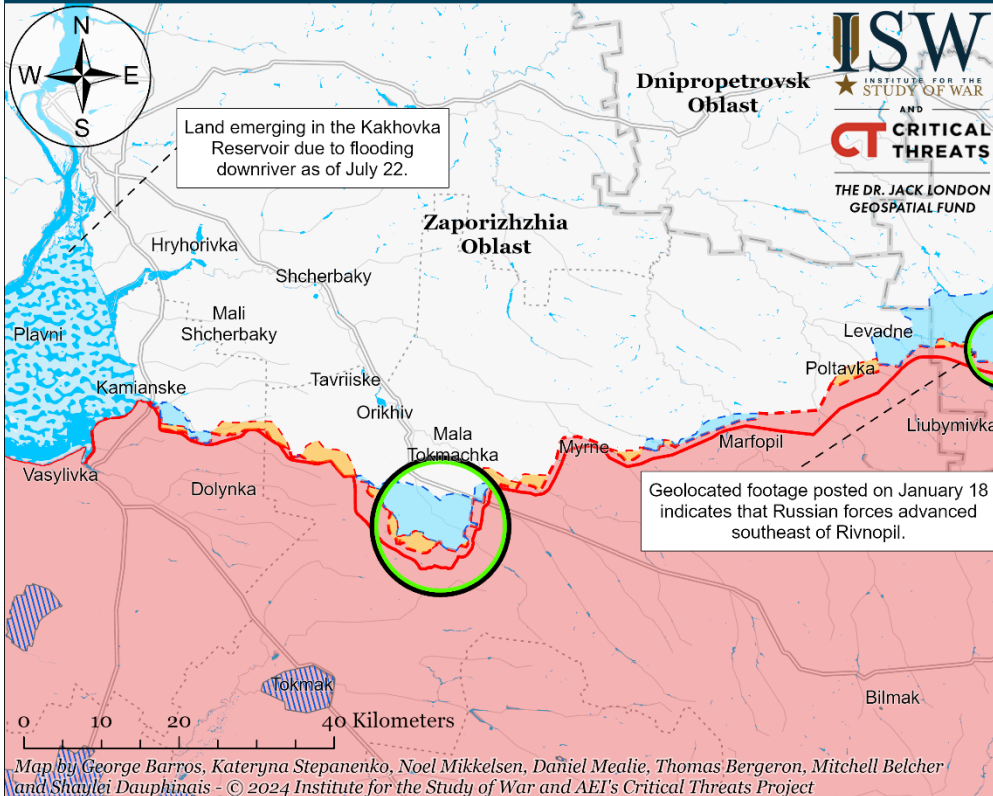 N
W E
S
ISW
INSTITUTE FOR THE
STUDY OF WAR
AND
CT CRITICAL
THREATS
THE DR. JACK LONDON
GEOSPATIAL FUND
Dnipropetrovsk
Oblast
Land emerging in the Kakhovka
Reservoir due to flooding
downriver as of July 22.
Zaporizhzhia
Oblast
Hryhorivka
Shcherbaky
Mali
Shcherbaky
Plavni
Levadne
Poltavka
Kamianske
Tavriiske
Orikhiv
Mala
Tokmachka
Myrne
Marfopil
Liubymivka
Vasylivka
Dolynka
Geolocated footage posted on January 18
indicates that Russian forces advanced
southeast of Rivnopil.
Tokmak
Bilmak
0 10 20 40 Kilometers
Map by George Barros, Kateryna Stepanenko, Noel Mikkelsen, Daniel Mealie, Thomas Bergeron, Mitchell Belcher
and Shaylei Dauphinais - © 2024 Institute for the Study of War and AEI's Critical Threats Project